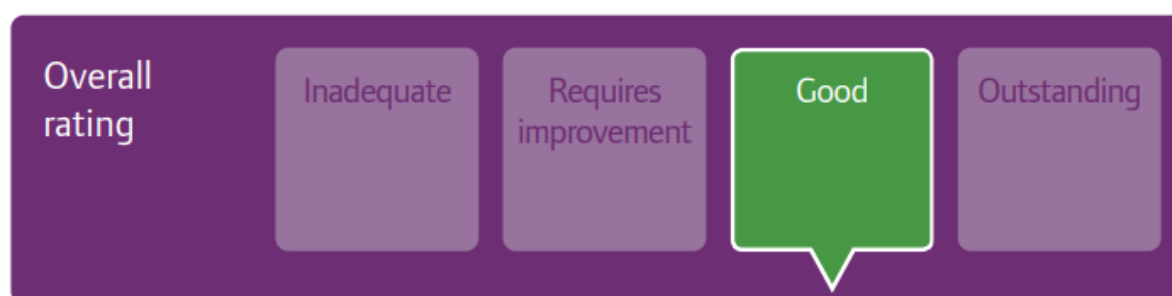 Overall
rating
Inadequate
Requires
improvement
Good
Outstanding